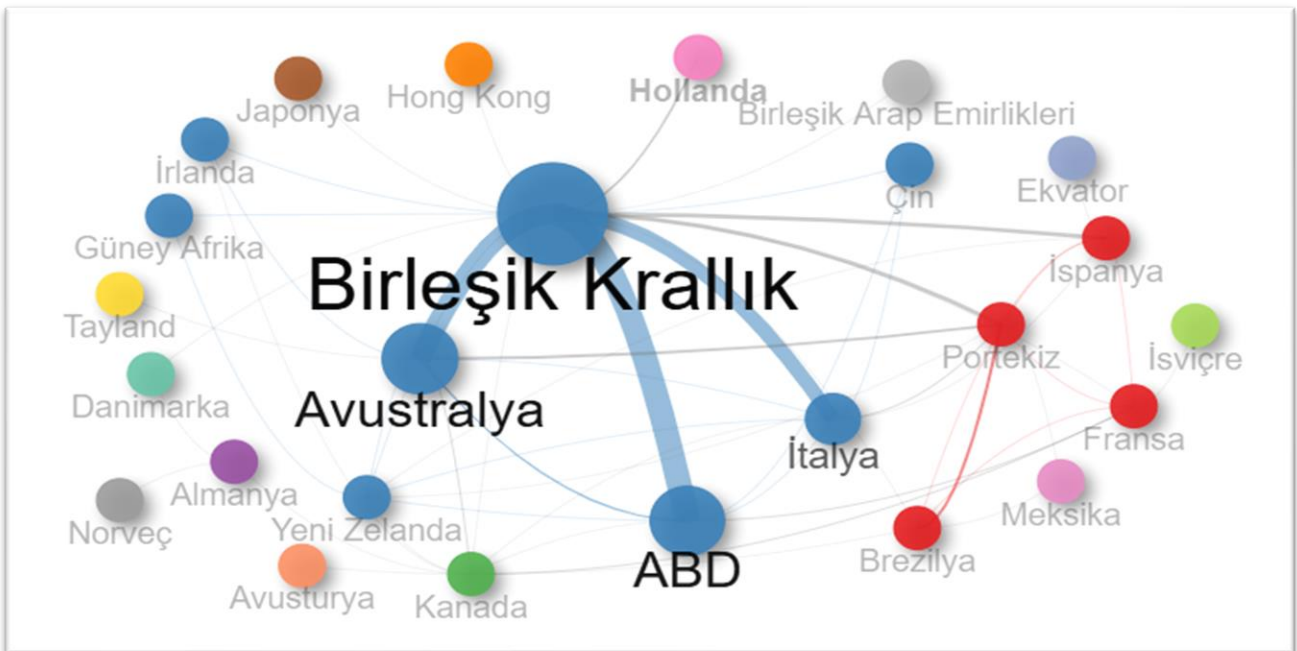 Japonya
Hong Kong
Hollanda
Birleşik Arap Emirlikleri
İrlanda
Çin
Ekvator
Güney Afrika
İspanya
Birleşik Krallık
Tayland
Portekiz
İsviçre
Danimarka
Avustralya
Fransa
İtalya
Almanya
Meksika
Norveç
Yeni Zelanda
ABD
Brezilya
Avusturya
Kanada